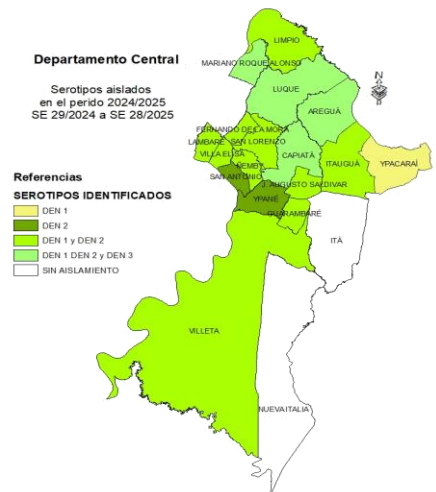 Departamento Central
Serotipos aislados
en el perido 2024/2025
SE 29/2024 a SE 28/2025
Referencias
SEROTIPOS IDENTIFICADOS
DEN 1
DEN 2
DEN 1 y DEN 2
DEN 1 DEN 2 y DEN 3
SIN AISLAMIENTO
N
LIMPIO
MARIANO ROQUE ALONSO
LUQUE
AREGUÁ
FERNANDO DE LA MORA
LAMBARÉ
SAN LORENZO
VILLA ELISA
CAPIATÁ
ITAUGUÁ
YPACARAÍ
ÑEMBY
SAN ANTONIO
J. AUGUSTO SALDIVAR
YPANÉ
GUARAMBARÉ
ITÁ
VILLETA
NUEVA ITALIA